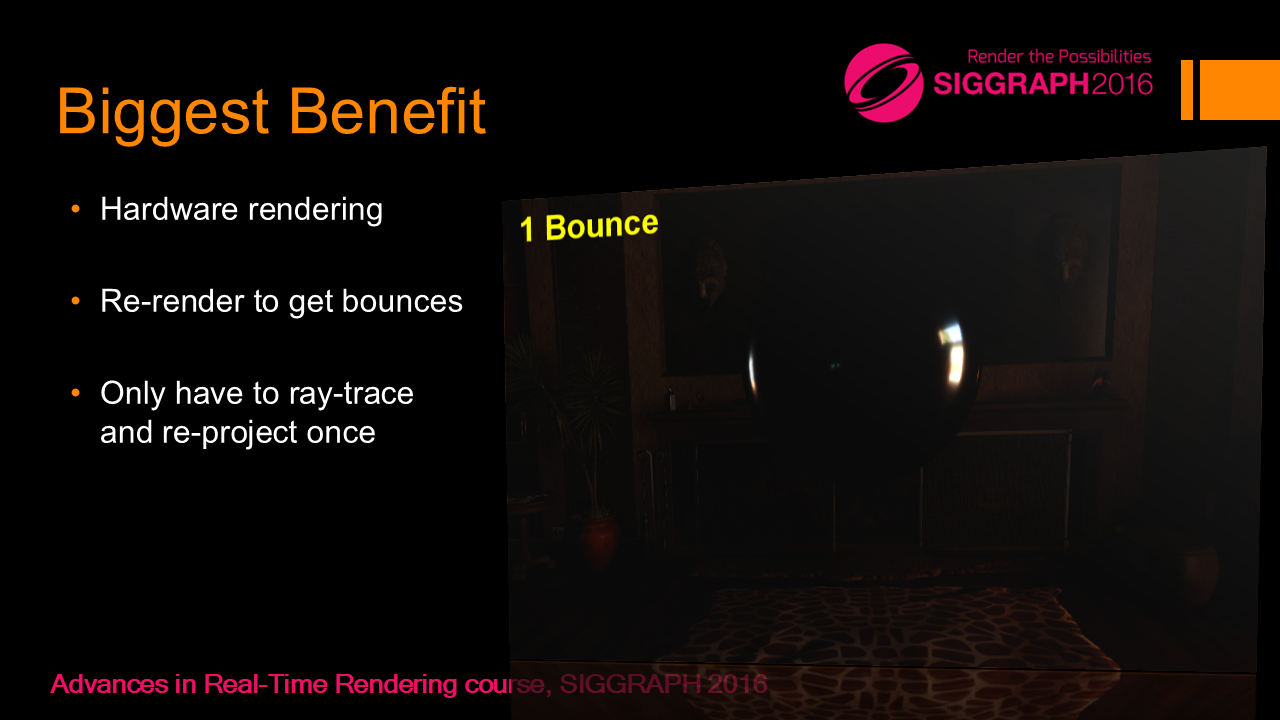 Render the Possibilities
SIGGRAPH2016
Biggest Benefit
• Hardware rendering
• Re-render to get bounces
• Only have to ray-trace
and re-project once
1 Bounce
Advances in Real-Time Rendering course, SIGGRAPH 2016